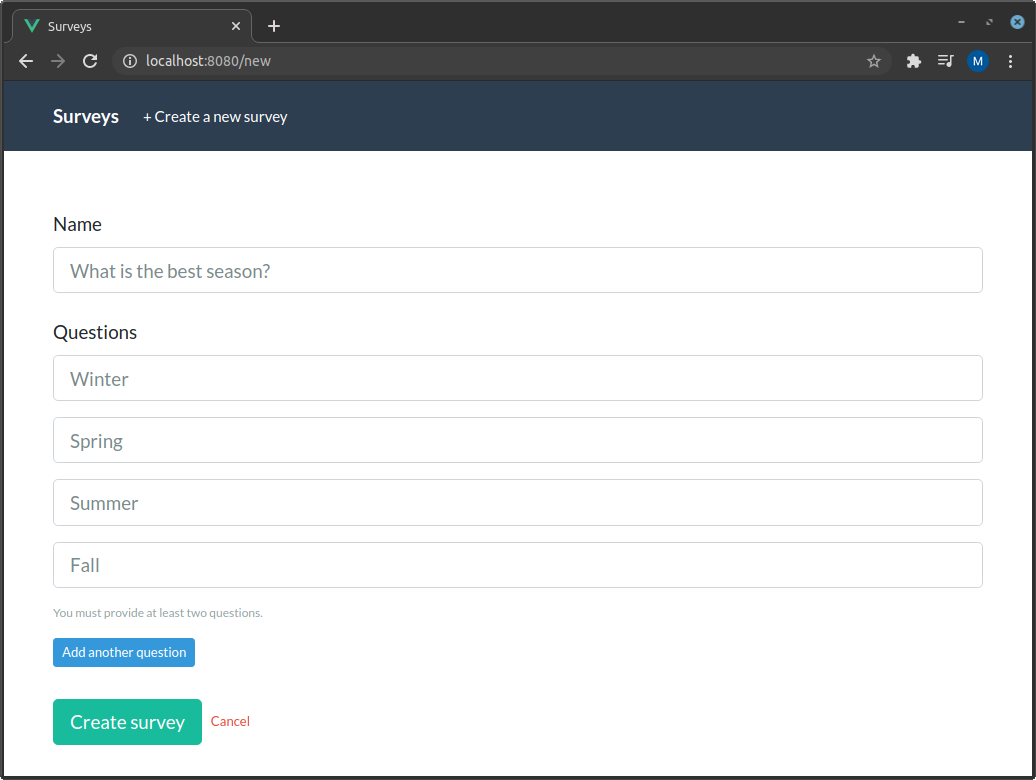 Surveys
localhost:8080/new
M
Surveys + Create a new survey
Name
What is the best season?
Questions
Winter
Spring
Summer
Fall
You must provide at least two questions.
Add another question
Create survey Cancel